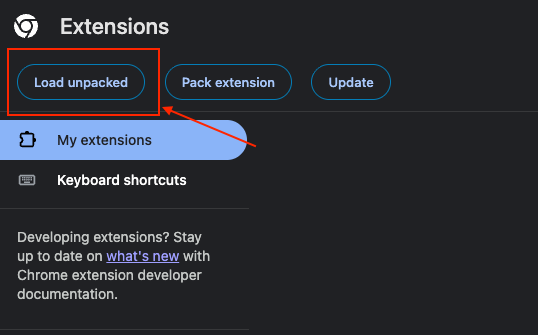 Extensions
Load unpacked
Pack extension
Update
My extensions
Keyboard shortcuts
Developing extensions? Stay
up to date on what's new with
Chrome extension developer
documentation.